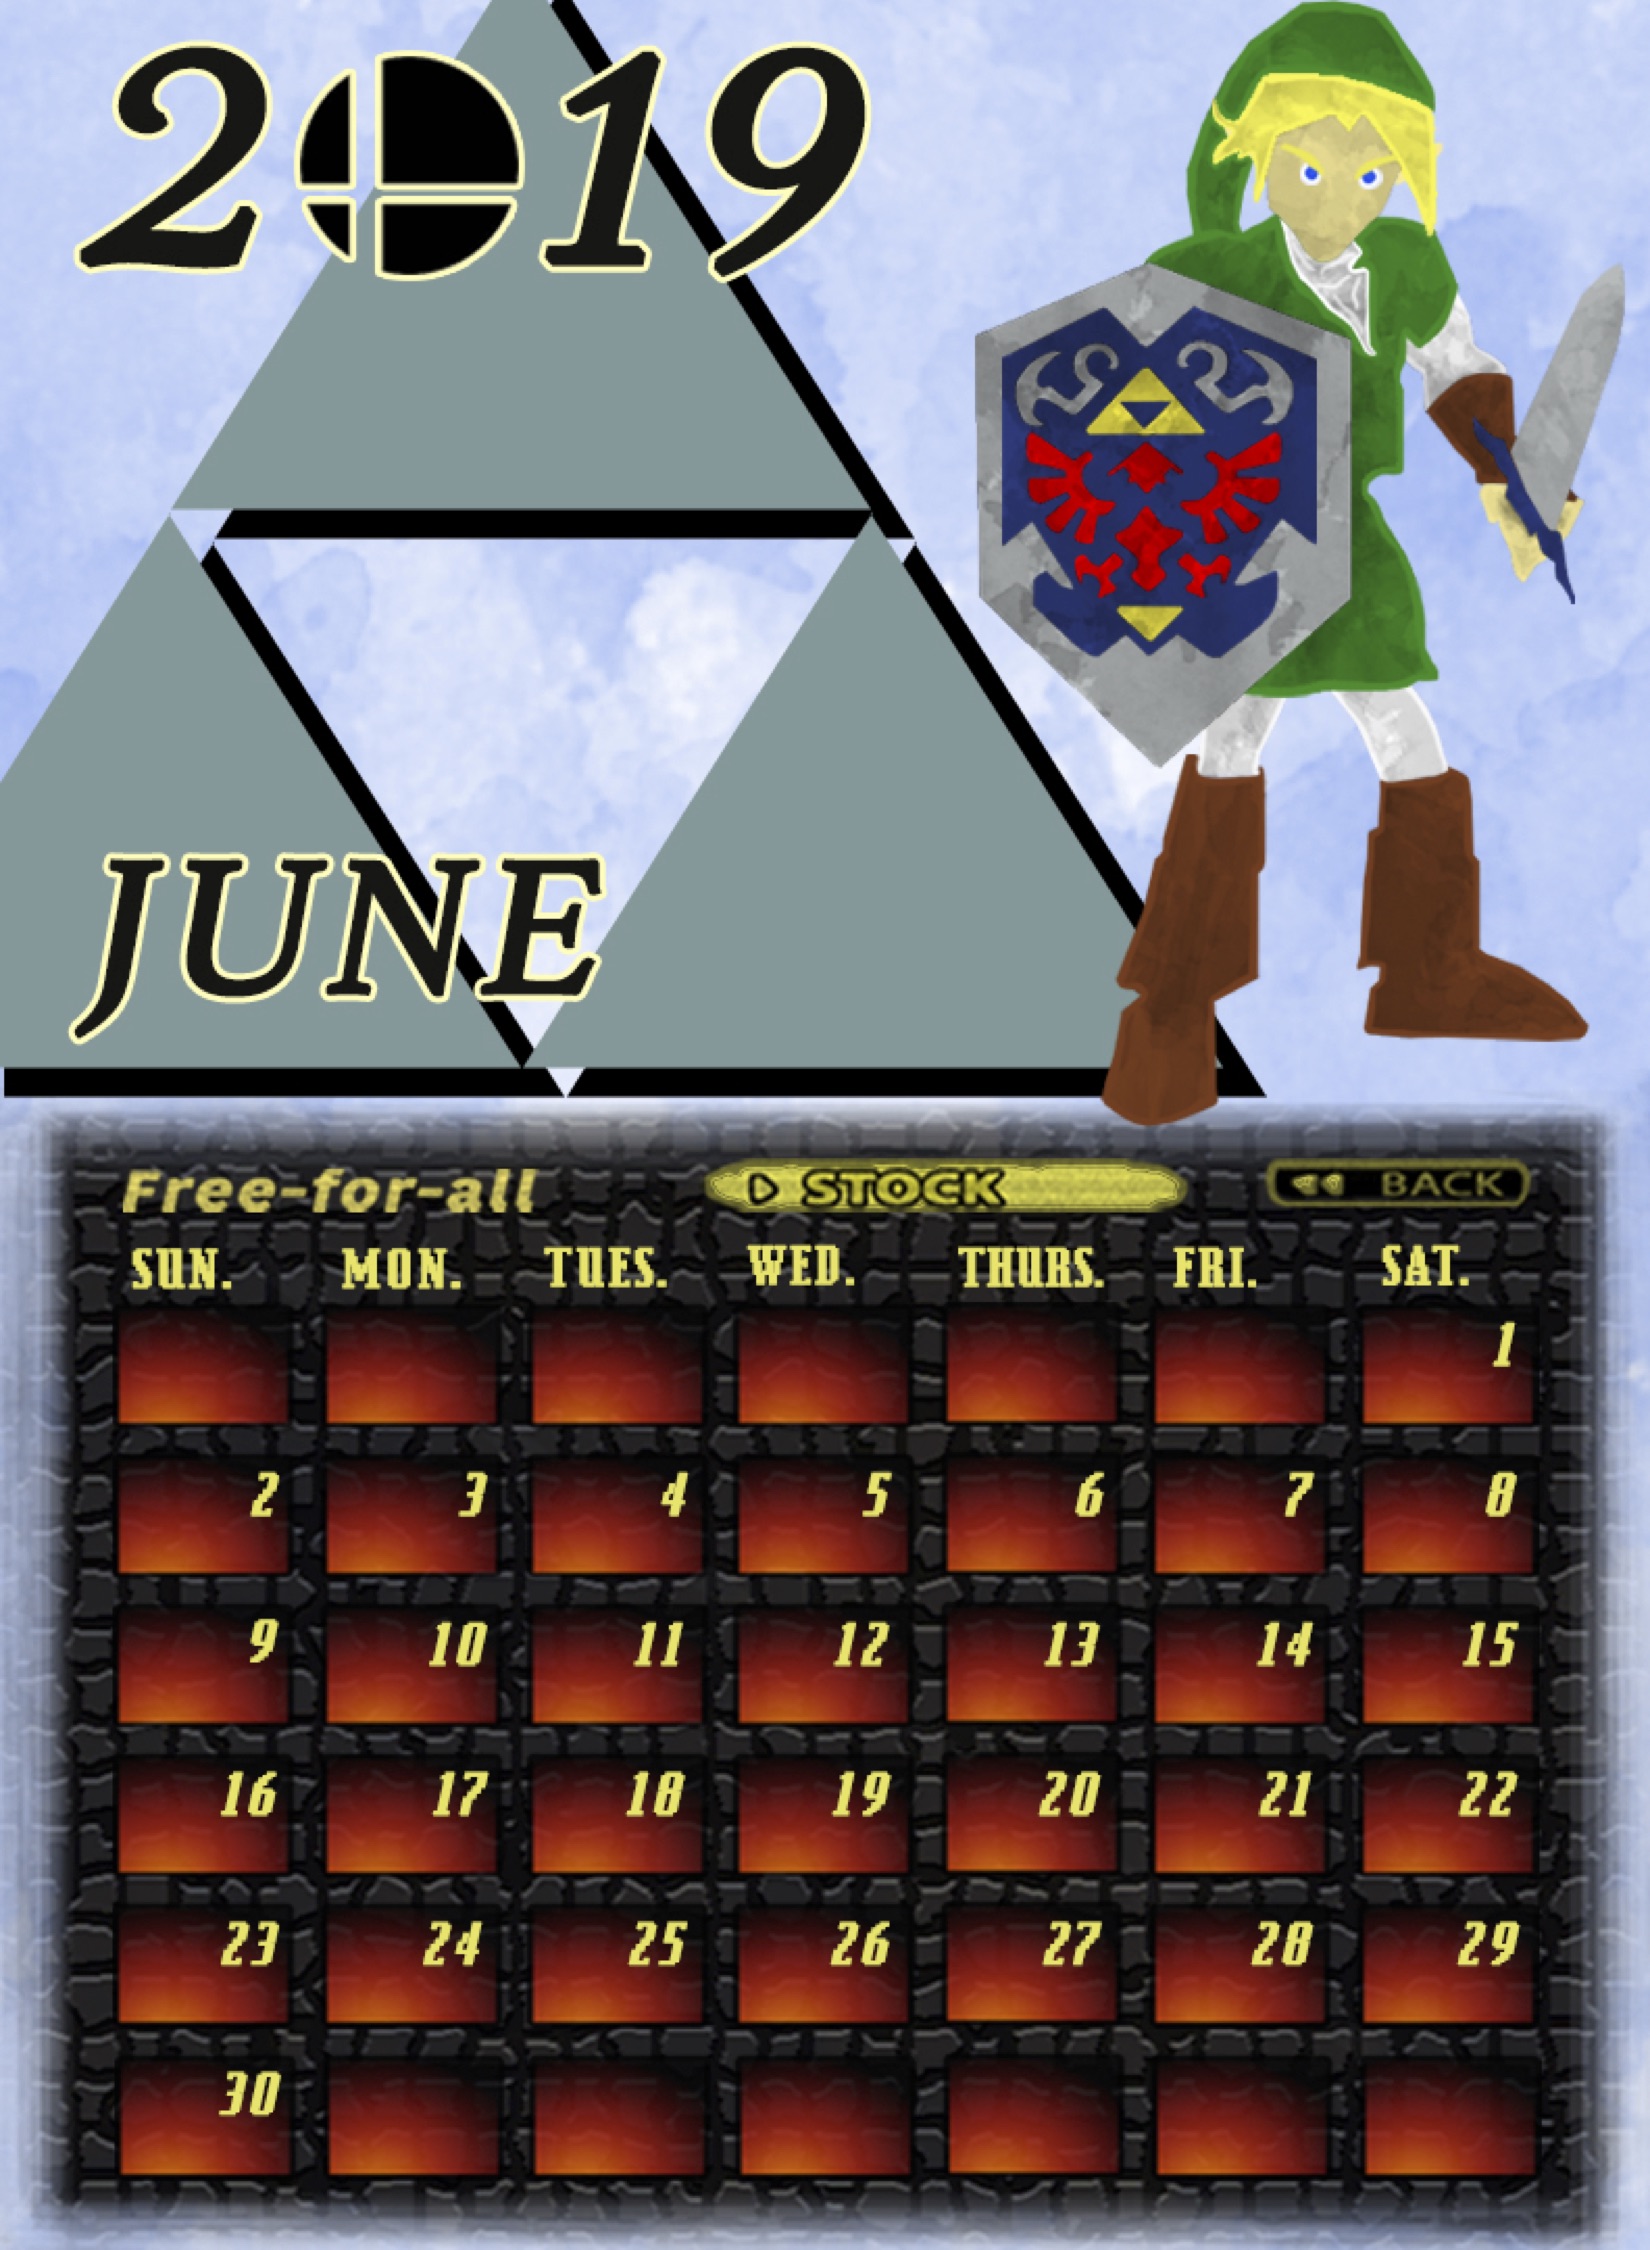 2019
JUNE
Free-for-all STOCK BACK
SUN. MON. TUES. WED. THURS. FRI. SAT.
1
2 3 4 5 6 7 8
9 10 11 12 13 14 15
16 17 18 19 20 21 22
23 24 25 26 27 28 29
30